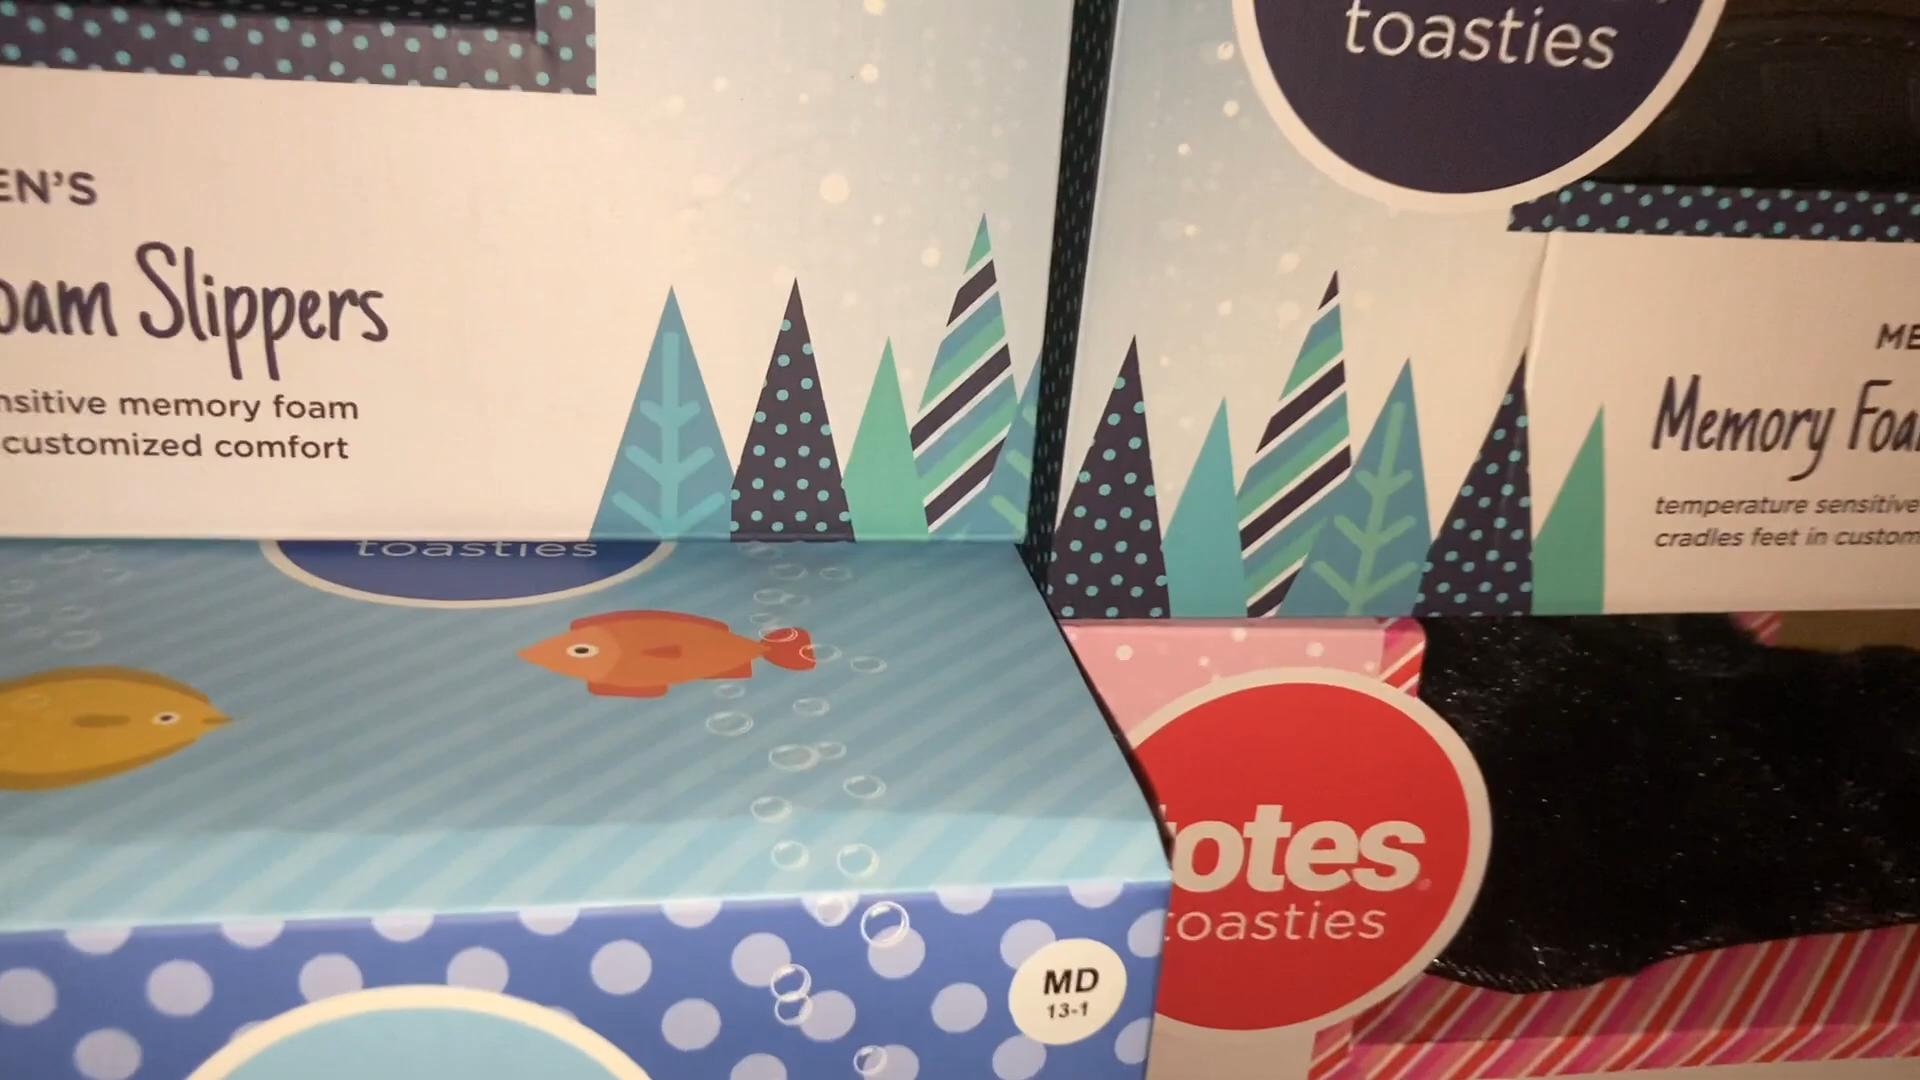 toasties
EN'S
oam Slippers
nsitive memory foam
customized comfort
ME
Memory Foa
temperature sensitive
cradles feet in custom
toasties
totes
toasties
MD
13-1